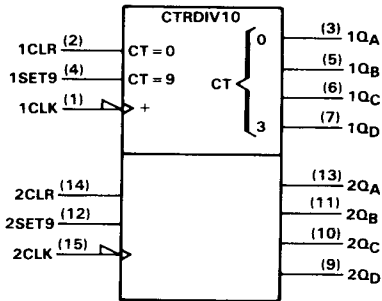 CTRDIV10
1CLR (2) CT = 0 0 (3) 1QA
1SET9 (4) CT = 9 (5) 1QB
1CLK (1) + CT (6) 1QC
3 (7) 1QD
2CLR (14) (13) 2QA
2SET9 (12) (11) 2QB
2CLK (15) (10) 2QC
(9) 2QD